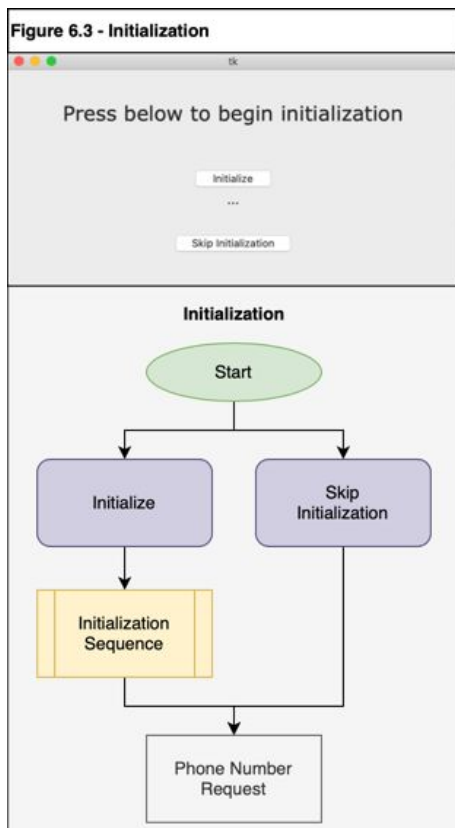 Figure 6.3 - Initialization
tk
Press below to begin initialization
Initialize
...
Skip Initialization
Initialization
Start
Initialize
Skip
Initialization
Initialization
Sequence
Phone Number
Request